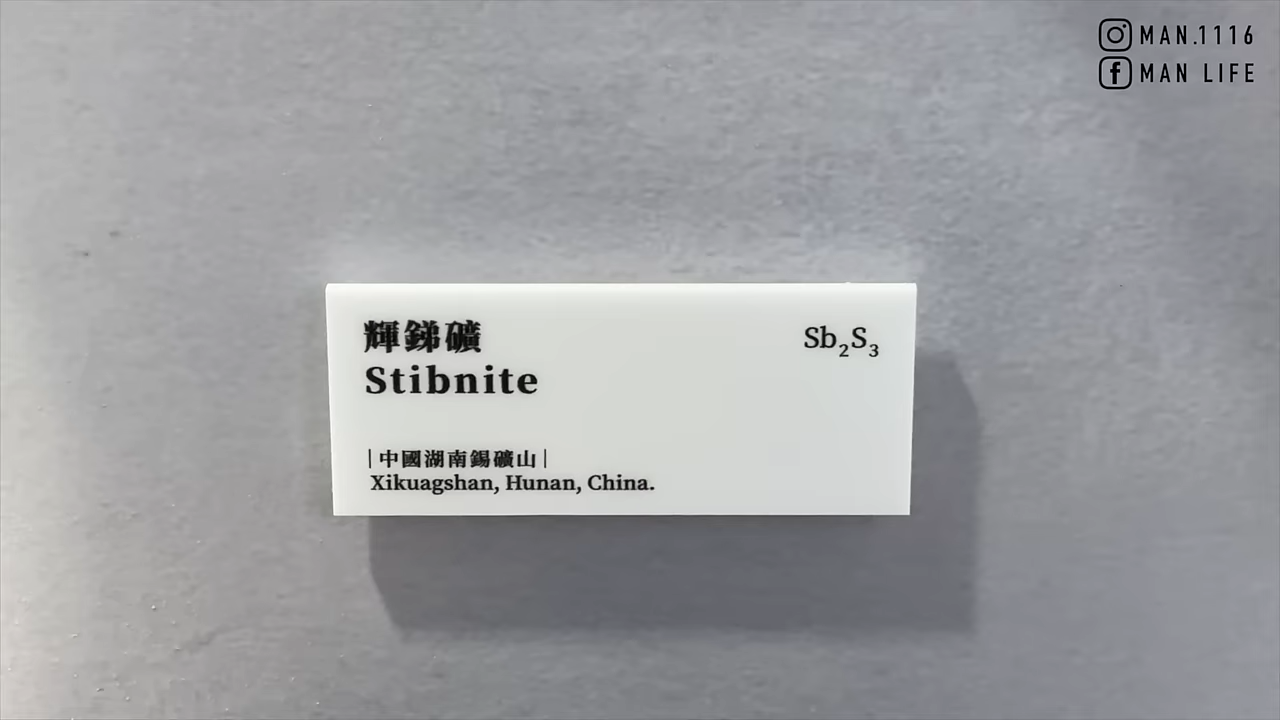 MAN.1116
MAN LIFE
輝銻礦
Sb₂S₃
Stibnite
|中國湖南錫礦山|
Xikuagshan, Hunan, China.